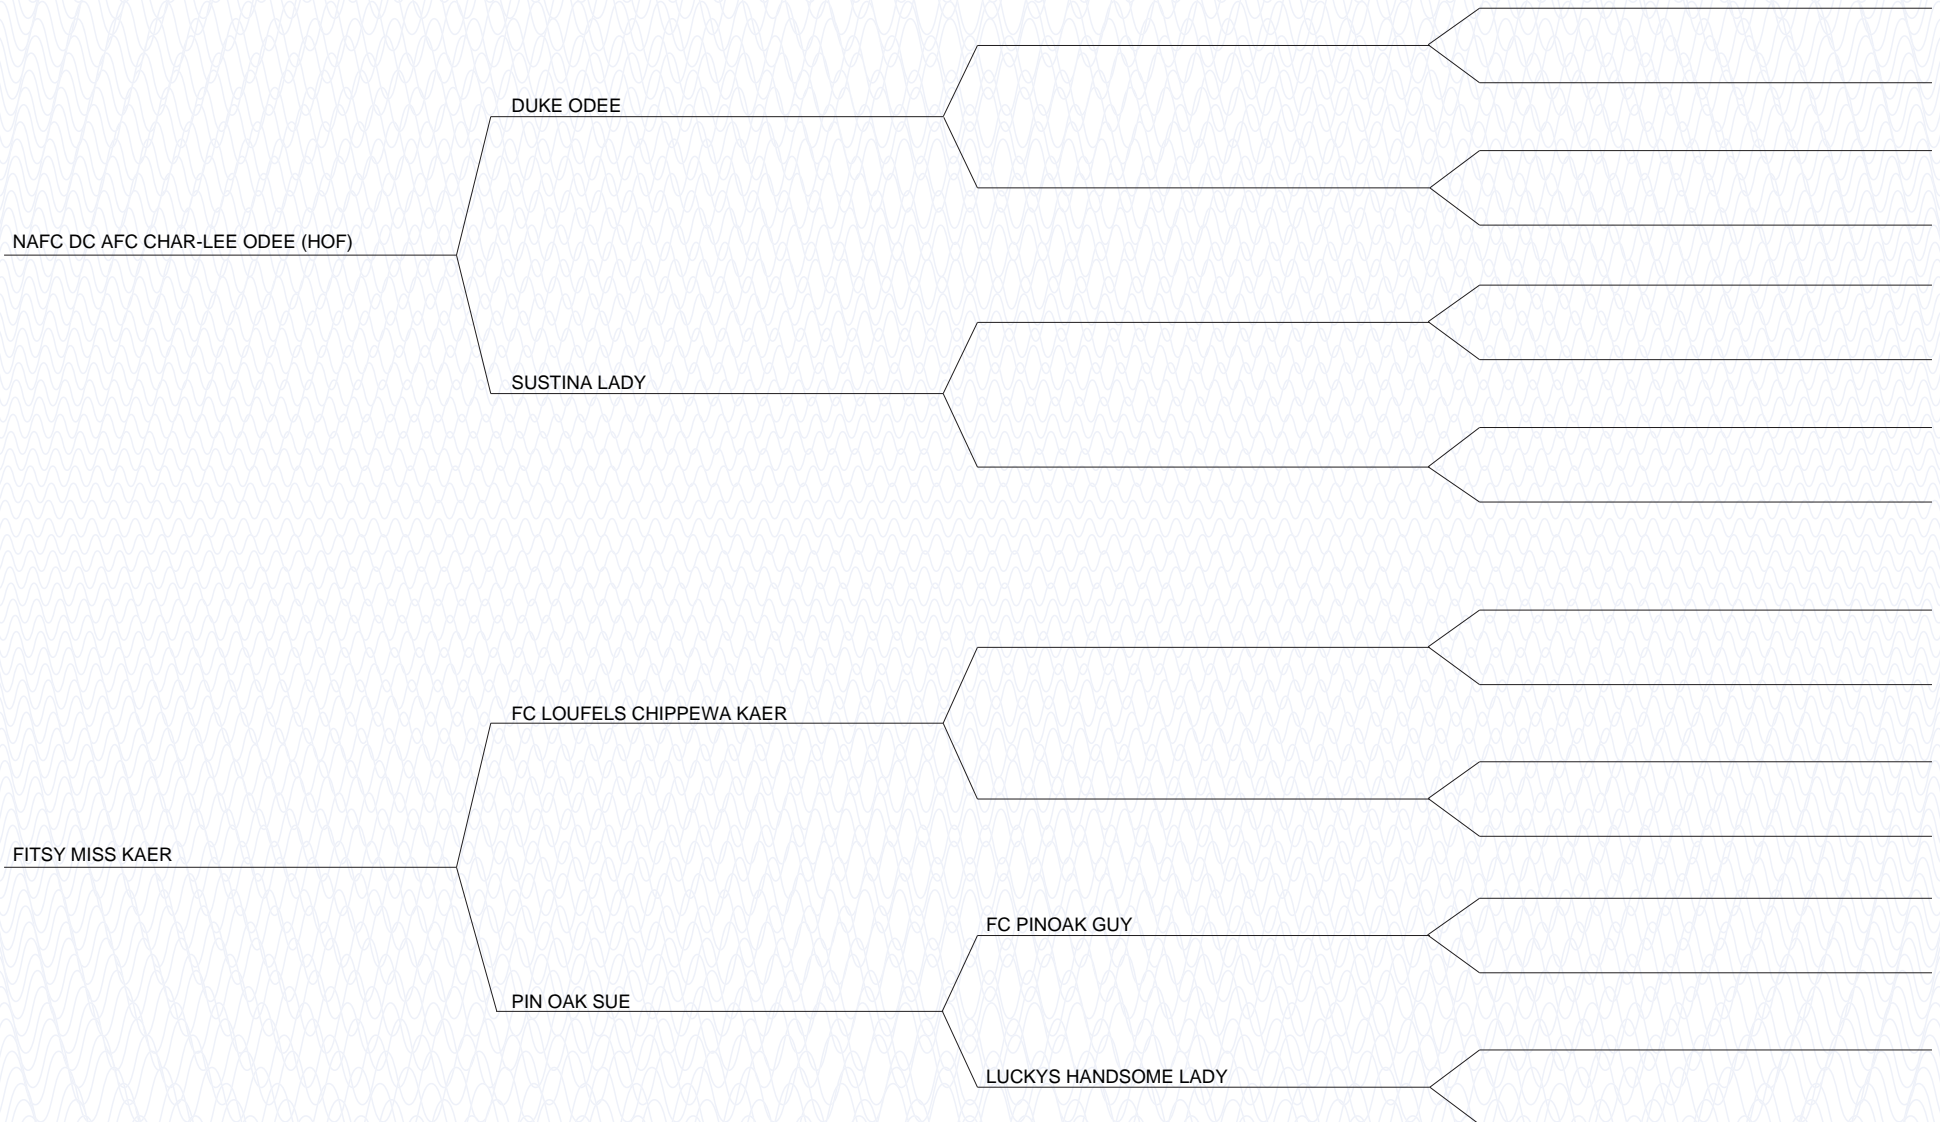 DUKE ODEE
NAFC DC AFC CHAR-LEE ODEE (HOF)
SUSTINA LADY
FC LOUFELS CHIPPEWA KAER
FITSY MISS KAER
FC PINOAK GUY
PIN OAK SUE
LUCKYS HANDSOME LADY